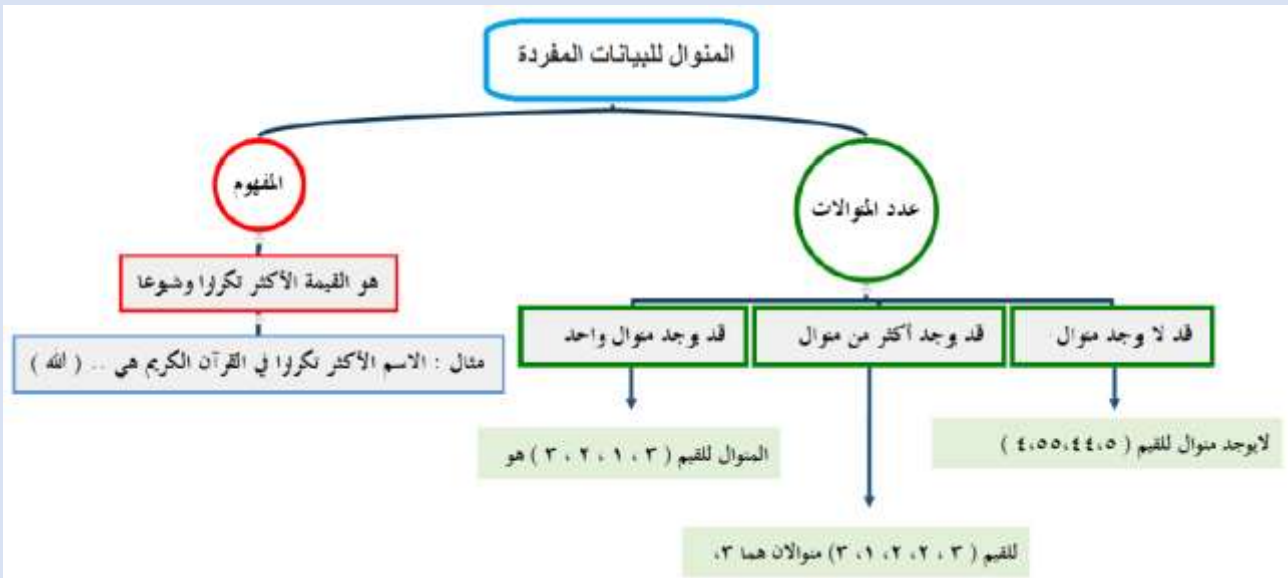 المنوال للبيانات المفردة
المفهوم
عدد المنوالات
هو القيمة الأكثر تكرارا وشيوعا
مثال : الاسم الأكثر تكرارا في القرآن الكريم هي .. ( الله )
قد لا وجد منوال
قد وجد أكثر من منوال
قد وجد منوال واحد
لايوجد منوال للقيم ( ٤،٥٥،٤٤،٥ )
المنوال للقيم ( ٣ ، ١ ، ٢ ، ٣ ) هو
للقيم ( ٣ ، ٢ ، ٢ ، ١ ، ٣) منوالان هما ٣،